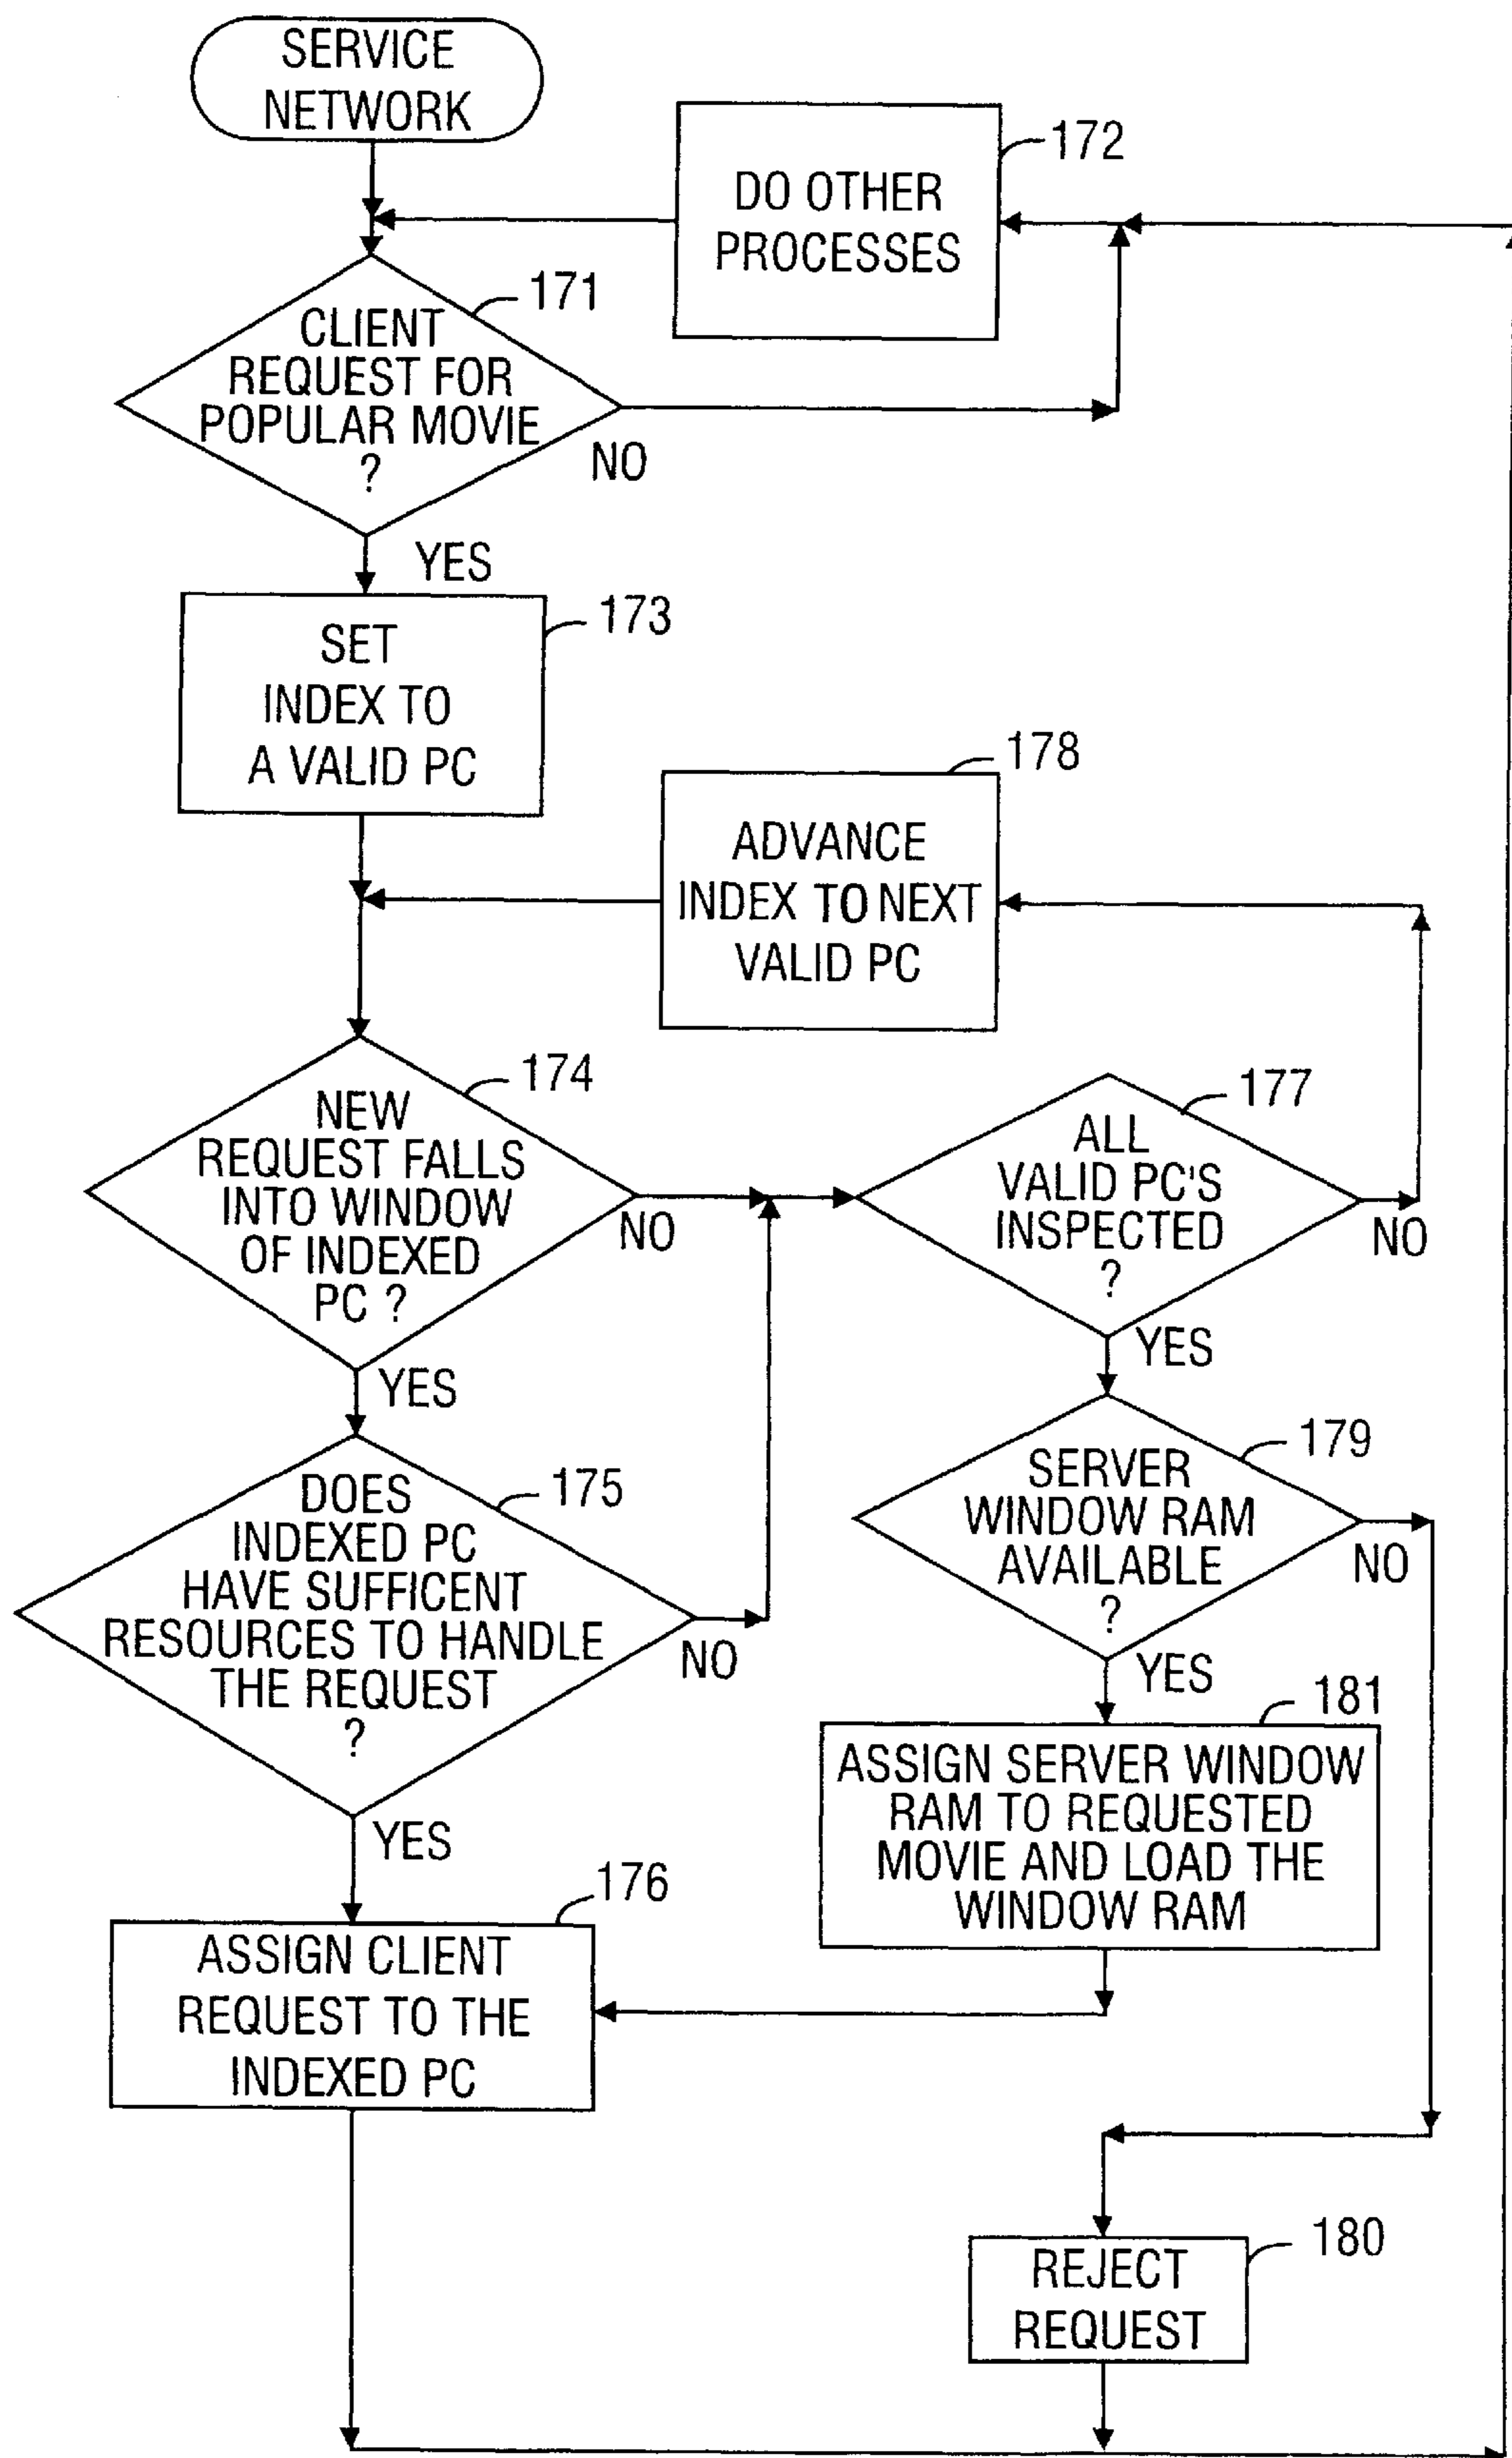 SERVICE
NETWORK
DO OTHER
PROCESSES
172
CLIENT
REQUEST FOR
POPULAR MOVIE
?
171
NO
YES
SET
INDEX TO
A VALID PC
173
ADVANCE
INDEX TO NEXT
VALID PC
178
NEW
REQUEST FALLS
INTO WINDOW
OF INDEXED
PC ?
174
NO
YES
ALL
VALID PC'S
INSPECTED
?
177
NO
YES
DOES
INDEXED PC
HAVE SUFFICENT
RESOURCES TO HANDLE
THE REQUEST
?
175
NO
YES
SERVER
WINDOW RAM
AVAILABLE
?
179
NO
YES
ASSIGN SERVER WINDOW
RAM TO REQUESTED
MOVIE AND LOAD THE
WINDOW RAM
181
ASSIGN CLIENT
REQUEST TO THE
INDEXED PC
176
REJECT
REQUEST
180